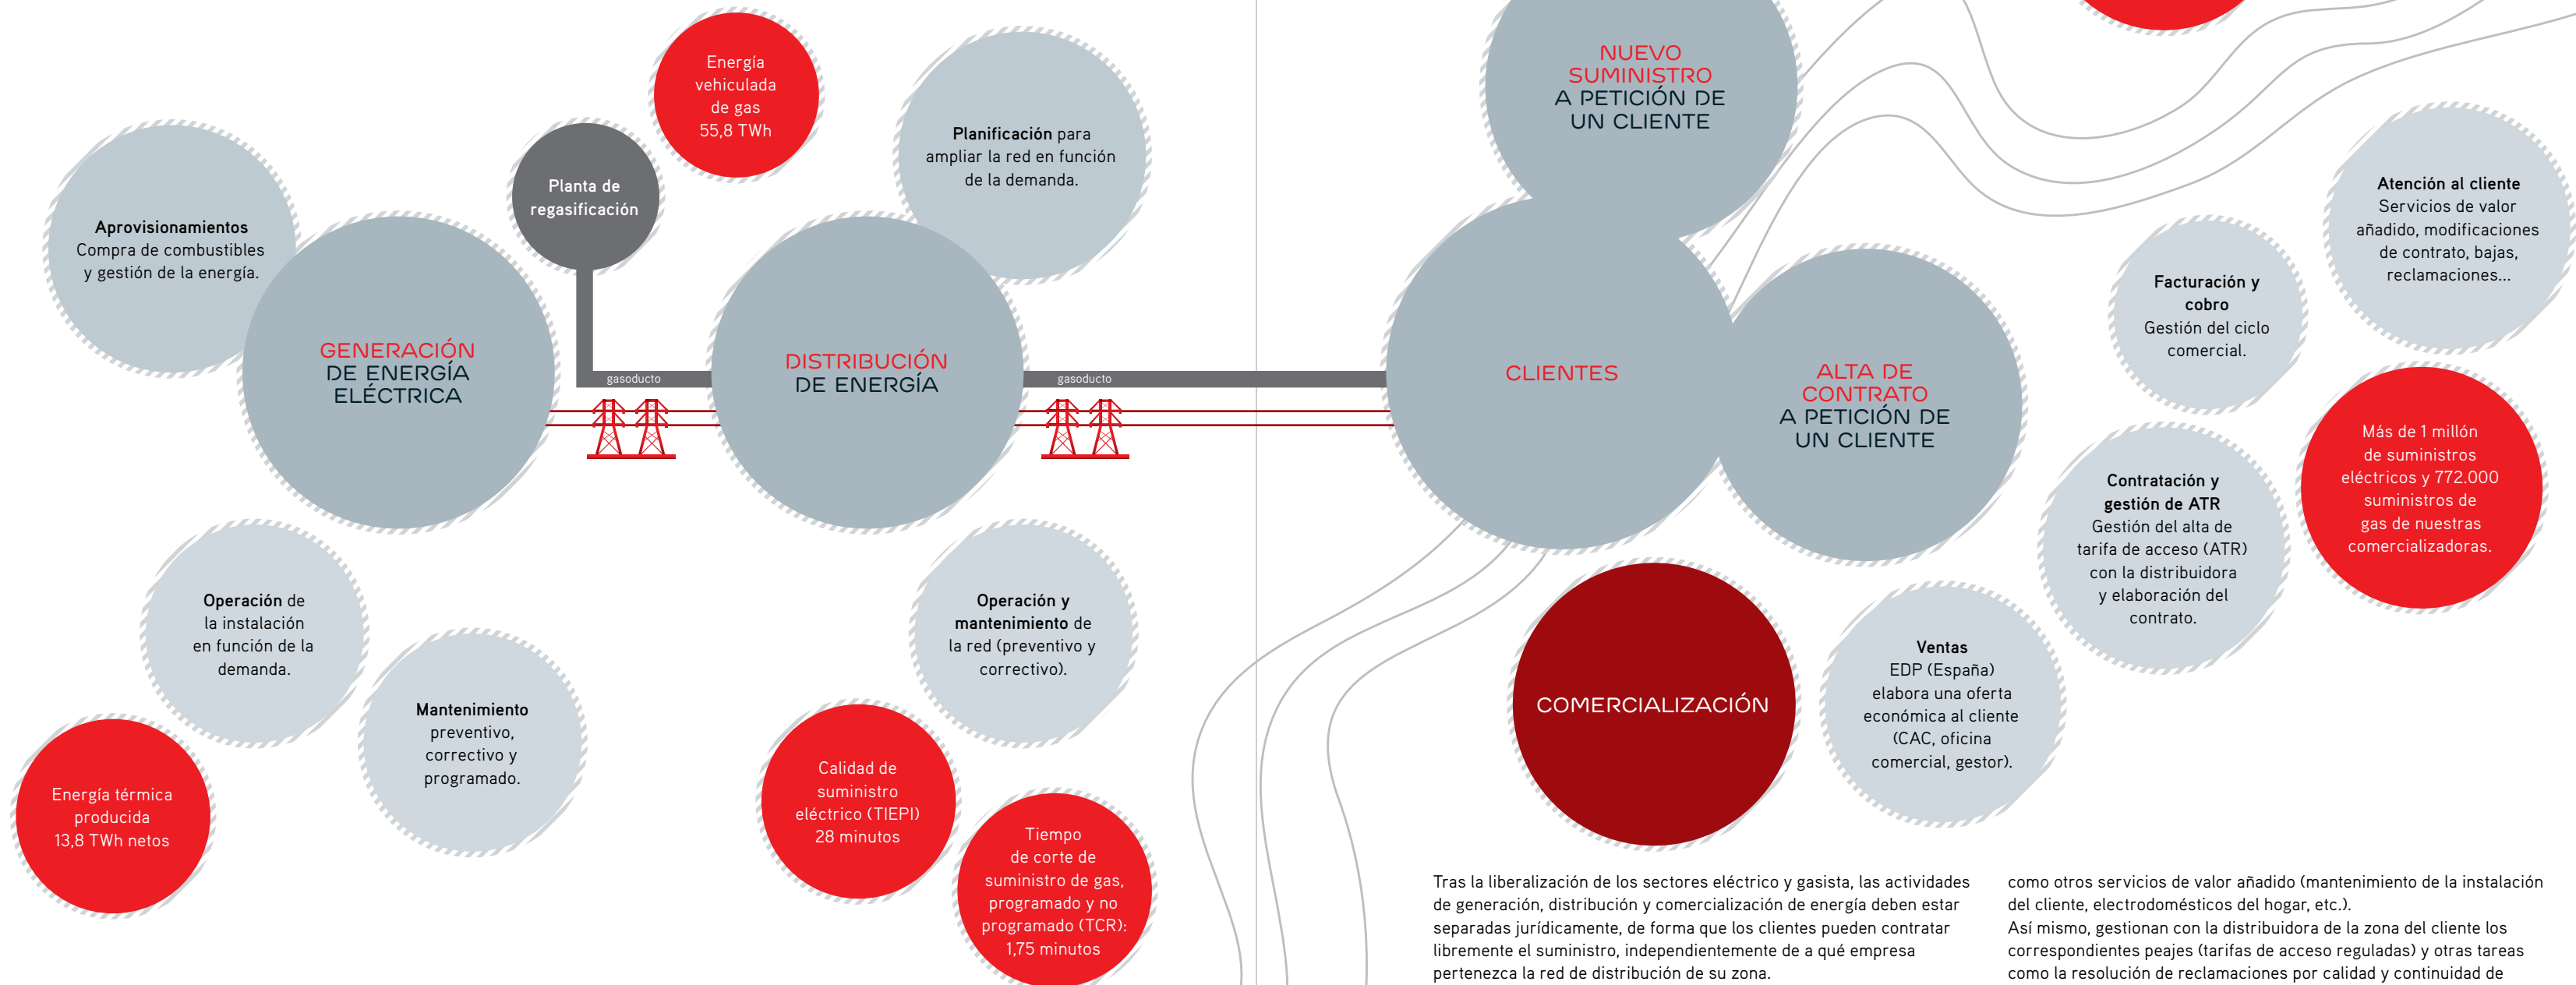 Aprovisionamientos
Compra de combustibles
y gestión de la energía.
GENERACIÓN
DE ENERGÍA
ELÉCTRICA
Operación de
la instalación
en función de la
demanda.
Mantenimiento
preventivo,
correctivo y
programado.
Energía térmica
producida
13,8 TWh netos
Planta de
regasificación
Energía
vehiculada
de gas
55,8 TWh
gasoducto
Planificación para
ampliar la red en función
de la demanda.
DISTRIBUCIÓN
DE ENERGÍA
gasoducto
Operación y
mantenimiento de
la red (preventivo y
correctivo).
Calidad de
suministro
eléctrico (TIEPI)
28 minutos
Tiempo
de corte de
suministro de gas,
programado y no
programado (TCR):
1,75 minutos
NUEVO
SUMINISTRO
A PETICIÓN DE
UN CLIENTE
CLIENTES
ALTA DE
CONTRATO
A PETICIÓN DE
UN CLIENTE
COMERCIALIZACIÓN
Ventas
EDP (España)
elabora una oferta
económica al cliente
(CAC, oficina
comercial, gestor).
Contratación y
gestión de ATR
Gestión del alta de
tarifa de acceso (ATR)
con la distribuidora
y elaboración del
contrato.
Facturación y
cobro
Gestión del ciclo
comercial.
Atención al cliente
Servicios de valor
añadido, modificaciones
de contrato, bajas,
reclamaciones...
Más de 1 millón
de suministros
eléctricos y 772.000
suministros de
gas de nuestras
comercializadoras.
Tras la liberalización de los sectores eléctrico y gasista, las actividades
de generación, distribución y comercialización de energía deben estar
separadas jurídicamente, de forma que los clientes pueden contratar
libremente el suministro, independientemente de a qué empresa
pertenezca la red de distribución de su zona.
como otros servicios de valor añadido (mantenimiento de la instalación
del cliente, electrodomésticos del hogar, etc.).
Así mismo, gestionan con la distribuidora de la zona del cliente los
correspondientes peajes (tarifas de acceso reguladas) y otras tareas
como la resolución de reclamaciones por calidad y continuidad de